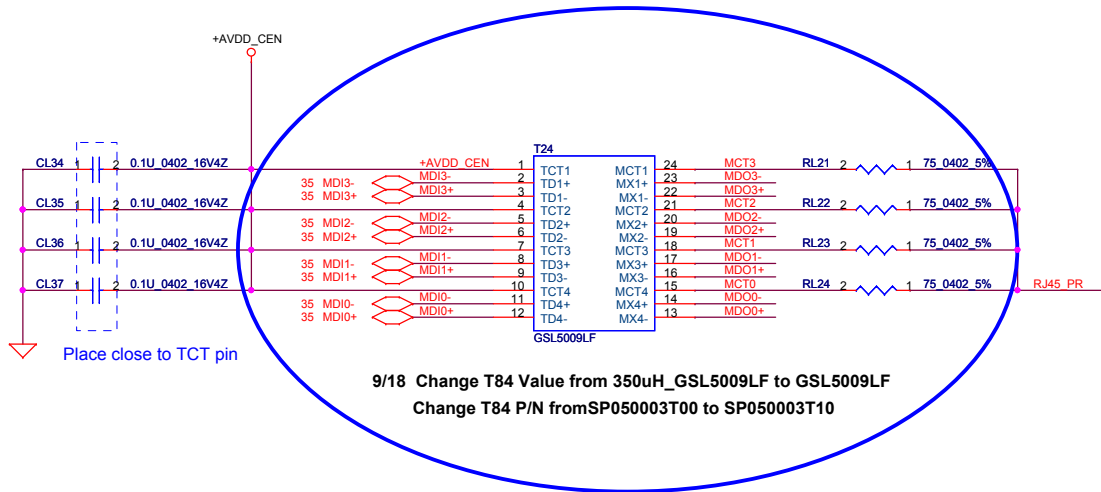 +AVDD_CEN
T24
CL34 1 2 0.1U_0402_16V4Z +AVDD_CEN 1 TCT1 MCT1 24 MCT3 RL21 2 1 75_0402_5%
35 MDI3- MDI3- 2 TD1+ MX1+ 23 MDO3-
35 MDI3+ MDI3+ 3 TD1- MX1- 22 MDO3+
CL35 1 2 0.1U_0402_16V4Z 4 TCT2 MCT2 21 MCT2 RL22 2 1 75_0402_5%
35 MDI2- MDI2- 5 TD2+ MX2+ 20 MDO2-
35 MDI2+ MDI2+ 6 TD2- MX2- 19 MDO2+
CL36 1 2 0.1U_0402_16V4Z 7 TCT3 MCT3 18 MCT1 RL23 2 1 75_0402_5%
35 MDI1- MDI1- 8 TD3+ MX3+ 17 MDO1-
35 MDI1+ MDI1+ 9 TD3- MX3- 16 MDO1+
CL37 1 2 0.1U_0402_16V4Z 10 TCT4 MCT4 15 MCT0 RL24 2 1 75_0402_5% RJ45_PR
35 MDI0- MDI0- 11 TD4+ MX4+ 14 MDO0-
35 MDI0+ MDI0+ 12 TD4- MX4- 13 MDO0+
GSL5009LF
Place close to TCT pin
9/18 Change T84 Value from 350uH_GSL5009LF to GSL5009LF
Change T84 P/N fromSP050003T00 to SP050003T10